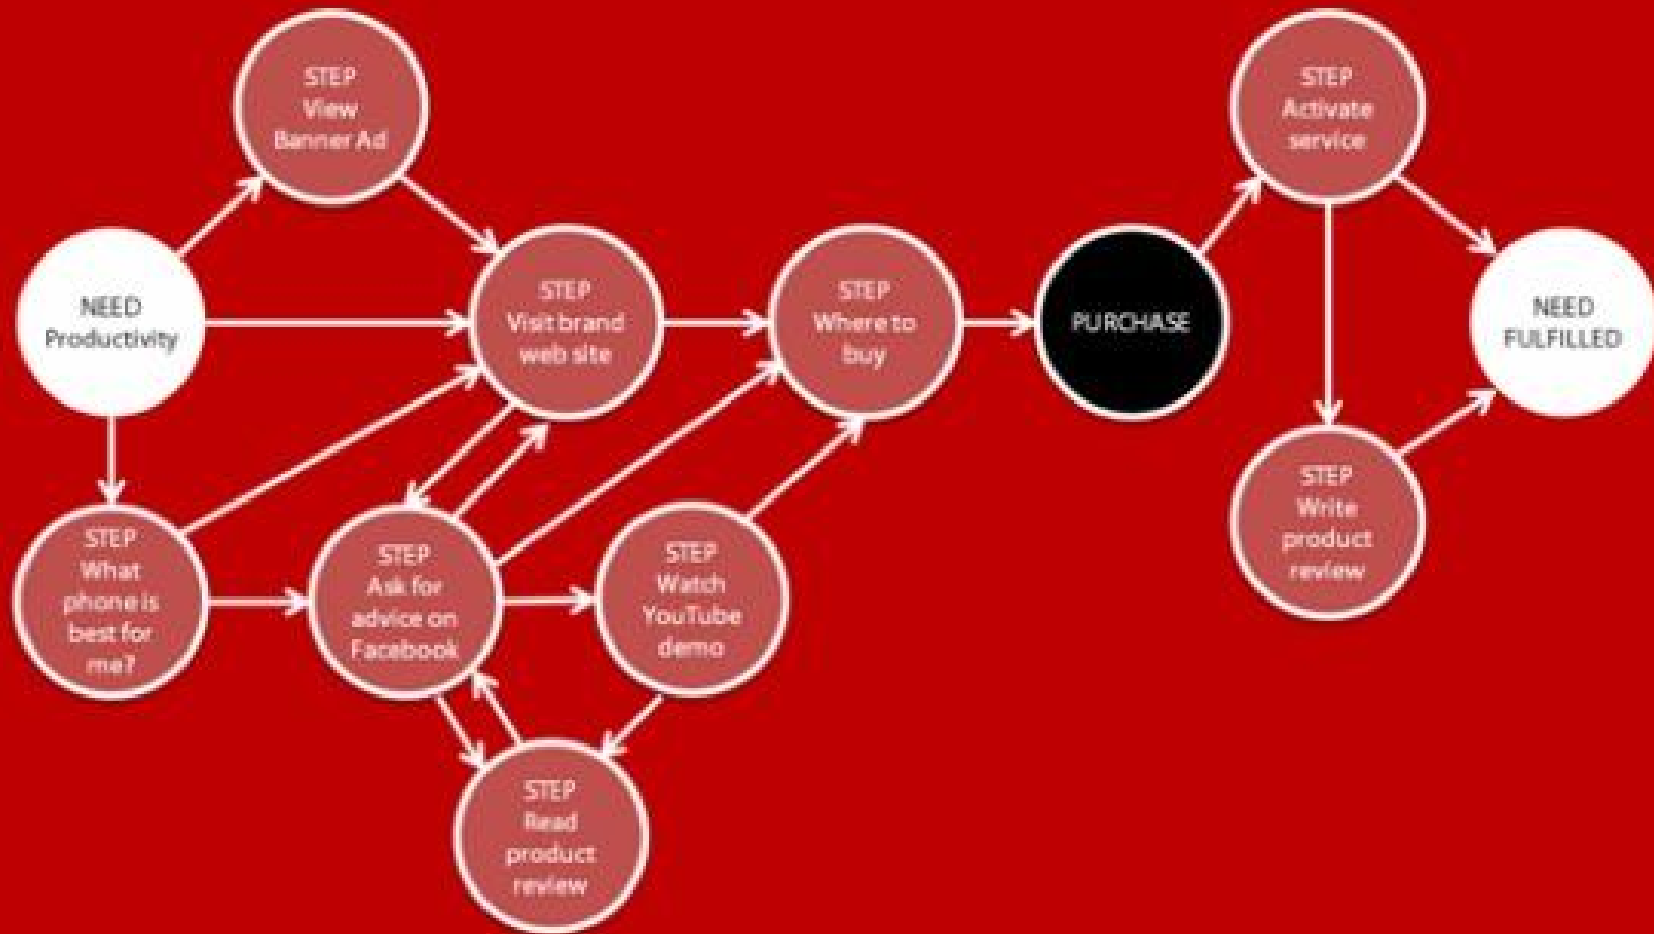 STEP
View
Banner Ad
STEP
Activate
service
NEED
Productivity
STEP
Visit brand
web site
STEP
Where to
buy
PURCHASE
NEED
FULFILLED
STEP
What
phone is
best for
me?
STEP
Ask for
advice on
Facebook
STEP
Watch
YouTube
demo
STEP
Write
product
review
STEP
Read
product
review